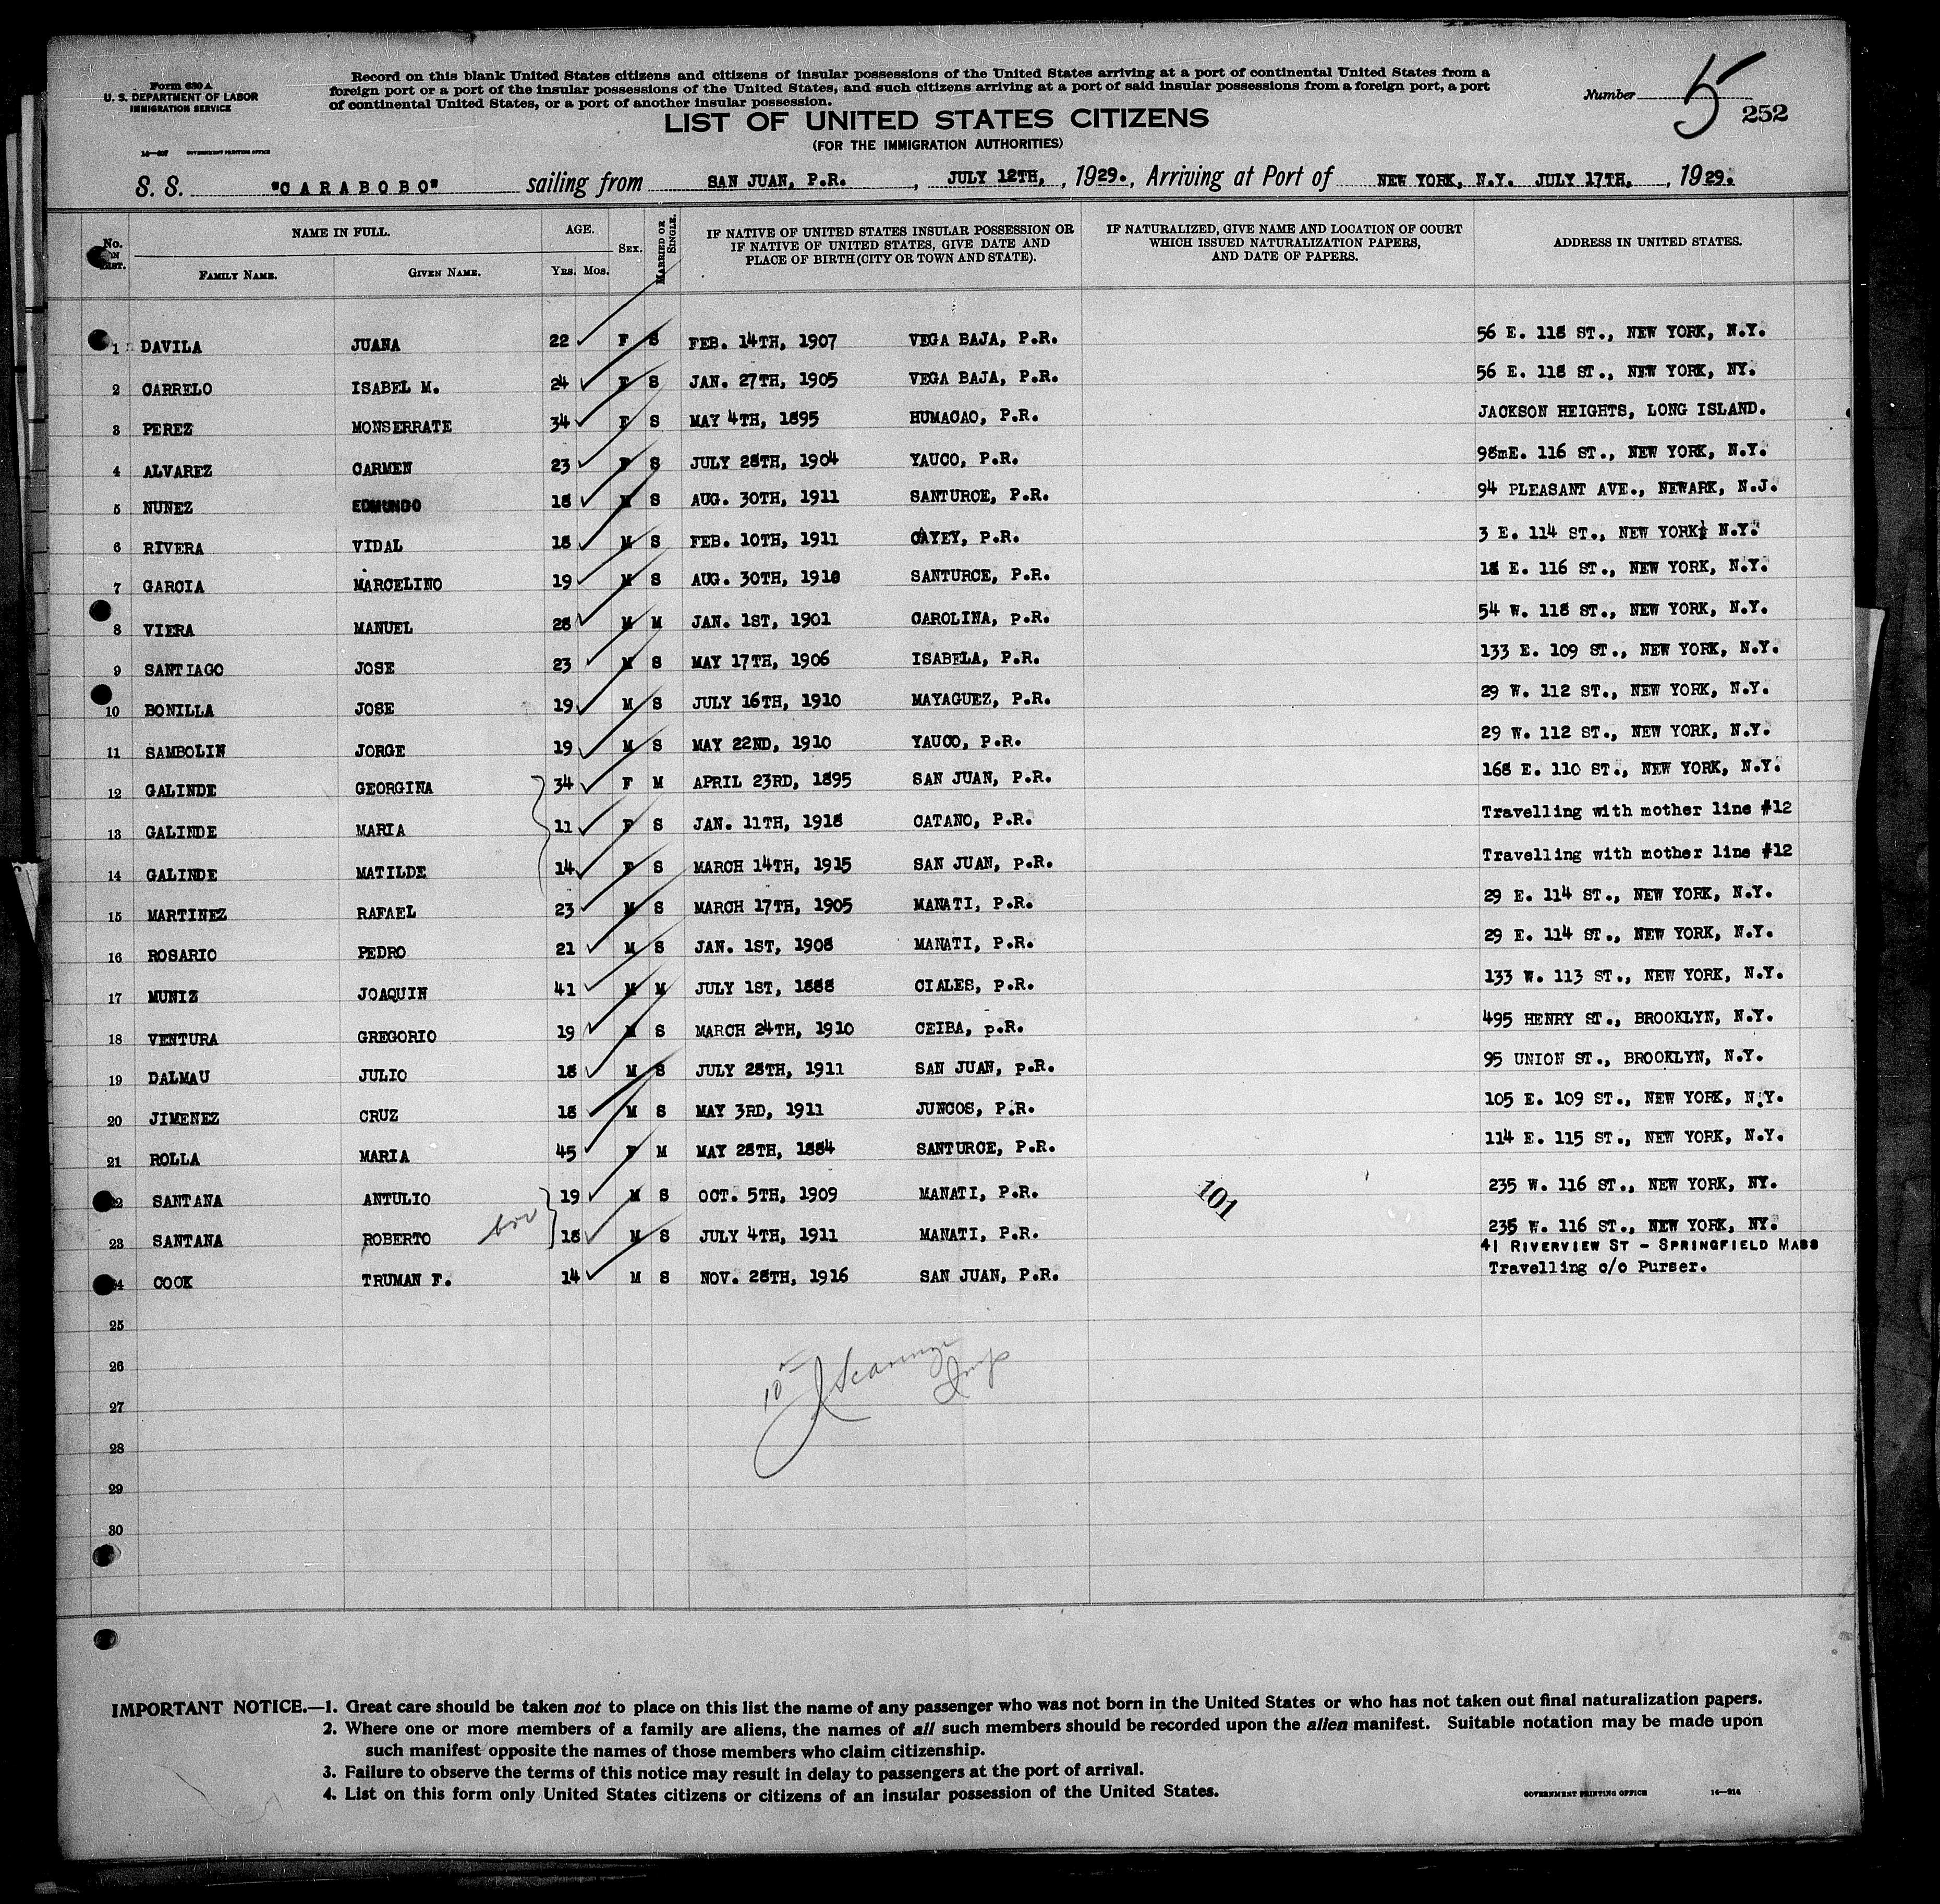 Form 630 A
U. S. DEPARTMENT OF LABOR
IMMIGRATION SERVICE
Record on this blank United States citizens and citizens of insular possessions of the United States arriving at a port of continental United States from a
foreign port or a port of the insular possessions of the United States, and such citizens arriving at a port of said insular possessions from a foreign port, a port
of continental United States, or a port of another insular possession.
Number 5 252
LIST OF UNITED STATES CITIZENS
(FOR THE IMMIGRATION AUTHORITIES)
GOVERNMENT PRINTING OFFICE
S. S. "CARABOBO" sailing from SAN JUAN, P.R. , JULY 12TH, , 1929., Arriving at Port of NEW YORK, N.Y. JULY 17TH, , 1929.
No. ON LIST. NAME IN FULL. FAMILY NAME. GIVEN NAME. AGE. YRS. MOS. SEX. MARRIED OR SINGLE. IF NATIVE OF UNITED STATES INSULAR POSSESSION OR IF NATIVE OF UNITED STATES, GIVE DATE AND PLACE OF BIRTH (CITY OR TOWN AND STATE). IF NATURALIZED, GIVE NAME AND LOCATION OF COURT WHICH ISSUED NATURALIZATION PAPERS, AND DATE OF PAPERS. ADDRESS IN UNITED STATES.
1 DAVILA JUANA 22 F S FEB. 14TH, 1907 VEGA BAJA, P.R. 56 E. 118 ST., NEW YORK, N.Y.
2 CARRELO ISABEL M. 24 F S JAN. 27TH, 1905 VEGA BAJA, P.R. 56 E. 118 ST., NEW YORK, NY.
3 PEREZ MONSERRATE 34 F S MAY 4TH, 1895 HUMACAO, P.R. JACKSON HEIGHTS, LONG ISLAND.
4 ALVAREZ CARMEN 23 F S JULY 28TH, 1904 YAUCO, P.R. 98mE. 116 ST., NEW YORK, N.Y.
5 NUNEZ EDMUNDO 18 M S AUG. 30TH, 1911 SANTURCE, P.R. 94 PLEASANT AVE., NEWARK, N.J.
6 RIVERA VIDAL 18 M S FEB. 10TH, 1911 CAYEY, P.R. 3 E. 114 ST., NEW YORK, N.Y.
7 GARCIA MARCELINO 19 M S AUG. 30TH, 1910 SANTURCE, P.R. 18 E. 116 ST., NEW YORK, N.Y.
8 VIERA MANUEL 28 M M JAN. 1ST, 1901 CAROLINA, P.R. 54 W. 118 ST., NEW YORK, N.Y.
9 SANTIAGO JOSE 23 M S MAY 17TH, 1906 ISABELA, P.R. 133 E. 109 ST., NEW YORK, N.Y.
10 BONILLA JOSE 19 M S JULY 16TH, 1910 MAYAGUEZ, P.R. 29 W. 112 ST., NEW YORK, N.Y.
11 SAMBOLIN JORGE 19 M S MAY 22ND, 1910 YAUCO, P.R. 29 W. 112 ST., NEW YORK, N.Y.
12 GALINDE GEORGINA 34 F M APRIL 23RD, 1895 SAN JUAN, P.R. 168 E. 110 ST., NEW YORK, N.Y.
13 GALINDE MARIA 11 F S JAN. 11TH, 1918 CATANO, P.R. Travelling with mother line #12
14 GALINDE MATILDE 14 F S MARCH 14TH, 1915 SAN JUAN, P.R. Travelling with mother line #12
15 MARTINEZ RAFAEL 23 M S MARCH 17TH, 1905 MANATI, P.R. 29 E. 114 ST., NEW YORK, N.Y.
16 ROSARIO PEDRO 21 M S JAN. 1ST, 1908 MANATI, P.R. 29 E. 114 ST., NEW YORK, N.Y.
17 MUNIZ JOAQUIN 41 M M JULY 1ST, 1888 CIALES, P.R. 133 W. 113 ST., NEW YORK, N.Y.
18 VENTURA GREGORIO 19 M S MARCH 24TH, 1910 CEIBA, P.R. 495 HENRY ST., BROOKLYN, N.Y.
19 DALMAU JULIO 18 M S JULY 28TH, 1911 SAN JUAN, P.R. 95 UNION ST., BROOKLYN, N.Y.
20 JIMENEZ CRUZ 18 M S MAY 3RD, 1911 JUNCOS, P.R. 105 E. 109 ST., NEW YORK, N.Y.
21 ROLLA MARIA 45 F M MAY 28TH, 1884 SANTURCE, P.R. 114 E. 115 ST., NEW YORK, N.Y.
22 SANTANA ANTULIO 19 M S OCT. 5TH, 1909 MANATI, P.R. 101 235 W. 116 ST., NEW YORK, NY.
23 SANTANA ROBERTO bro 18 M S JULY 4TH, 1911 MANATI, P.R. 235 W. 116 ST., NEW YORK, NY.
41 RIVERVIEW ST - SPRINGFIELD MASS
24 COOK TRUMAN F. 14 M S NOV. 28TH, 1916 SAN JUAN, P.R. Travelling c/o Purser.
25
26
27
28
29
30
IMPORTANT NOTICE.—1. Great care should be taken not to place on this list the name of any passenger who was not born in the United States or who has not taken out final naturalization papers.
2. Where one or more members of a family are aliens, the names of all such members should be recorded upon the alien manifest. Suitable notation may be made upon
such manifest opposite the names of those members who claim citizenship.
3. Failure to observe the terms of this notice may result in delay to passengers at the port of arrival.
4. List on this form only United States citizens or citizens of an insular possession of the United States.
GOVERNMENT PRINTING OFFICE 14—214